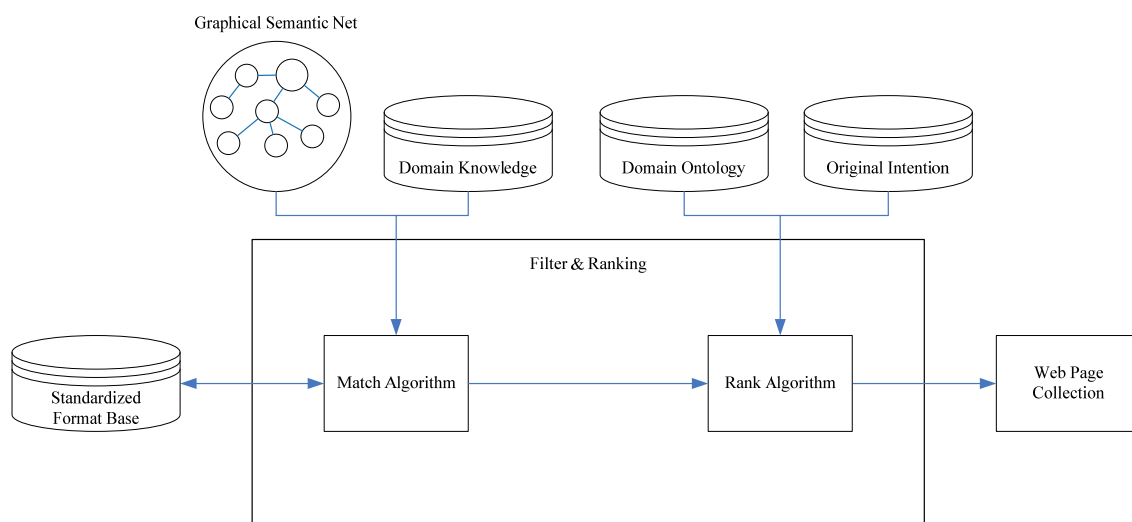 Graphical Semantic Net
Domain Knowledge
Domain Ontology
Original Intention
Filter & Ranking
Standardized
Format Base
Match Algorithm
Rank Algorithm
Web Page
Collection